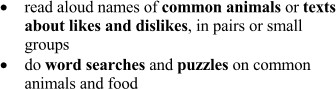 • read aloud names of common animals or texts
about likes and dislikes, in pairs or small
groups
• do word searches and puzzles on common
animals and food